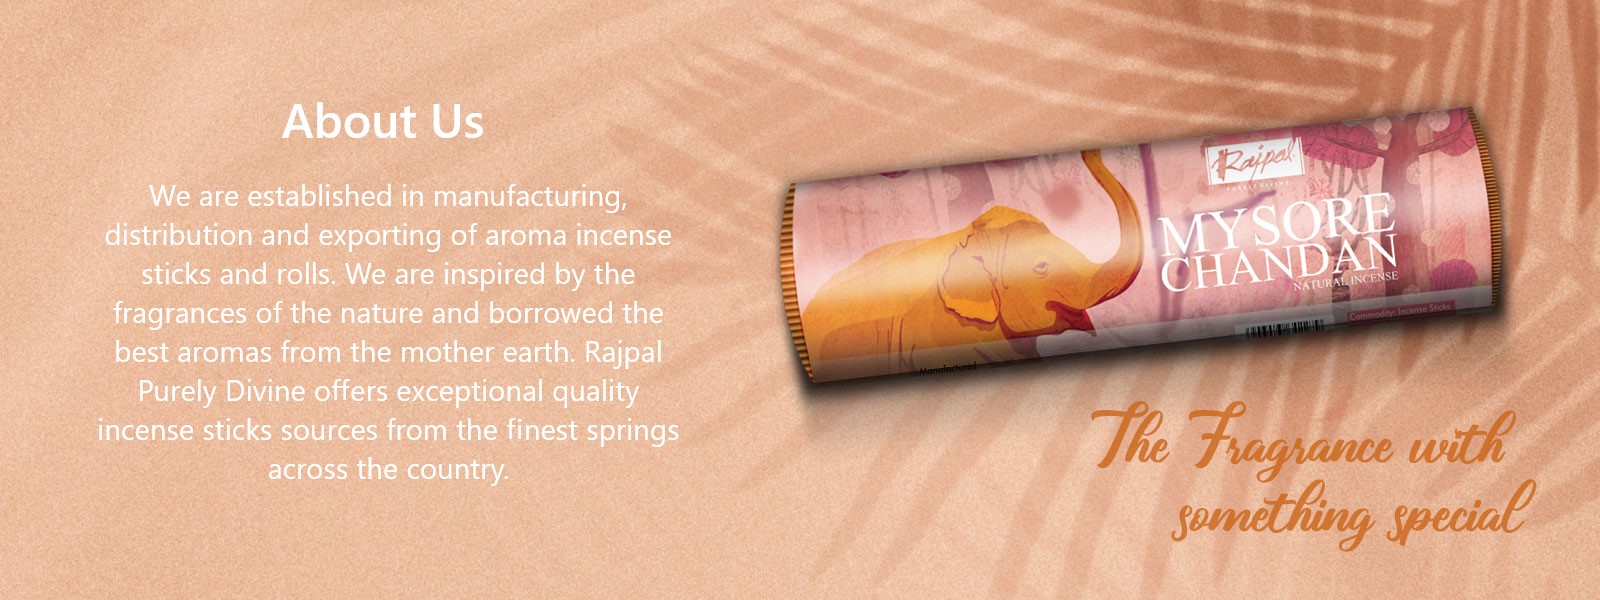 About Us
We are established in manufacturing,
distribution and exporting of aroma incense
sticks and rolls. We are inspired by the
fragrances of the nature and borrowed the
best aromas from the mother earth. Rajpal
Purely Divine offers exceptional quality
incense sticks sources from the finest springs
across the country.
Rajpal
PURELY DIVINE
MYSORE
CHANDAN
NATURAL INCENSE
Commodity: Incense Sticks
Manufactured
The Fragrance with
something special